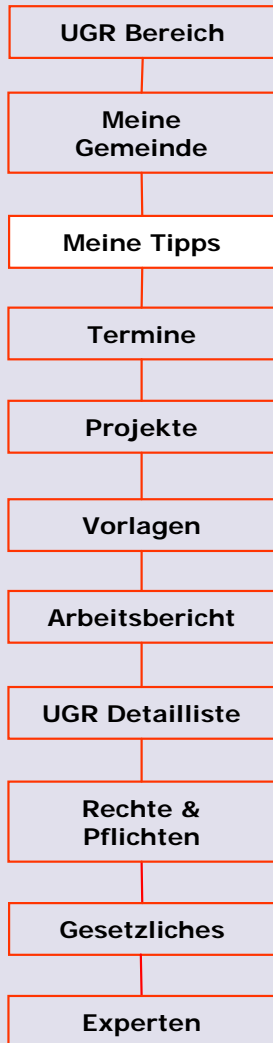 UGR Bereich
Meine
Gemeinde
Meine Tipps
Termine
Projekte
Vorlagen
Arbeitsbericht
UGR Detailliste
Rechte &
Pflichten
Gesetzliches
Experten